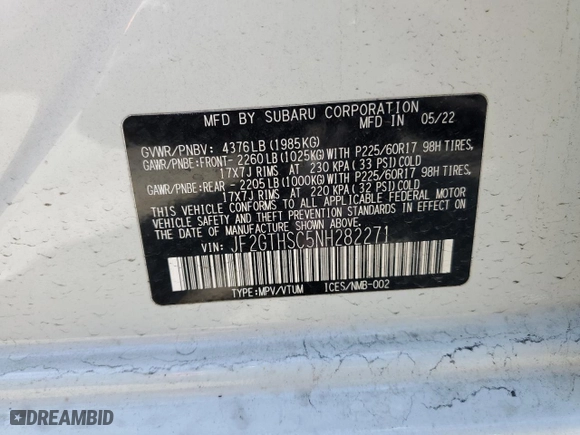 MFD BY SUBARU CORPORATION
MFD IN 05/22
GVWR/PNBV: 4376LB(1985KG)
GAWR/PNBE:FRONT- 2260LB(1025KG)WITH P225/60R17 98H TIRES,
17X7J RIMS AT 230 KPA(33 PSI)COLD
GAWR/PNBE:REAR - 2205LB(1000KG)WITH P225/60R17 98H TIRES,
17X7J RIMS AT 220 KPA(32 PSI)COLD
THIS VEHICLE CONFORMS TO ALL APPLICABLE FEDERAL MOTOR
VEHICLE SAFETY STANDARDS IN EFFECT ON
THE DATE OF MANUFACTURE SHOWN ABOVE.
VIN: JF2GTHSC5NH282271
TYPE:MPV/VTUM ICES/NMB-002
DREAMBID